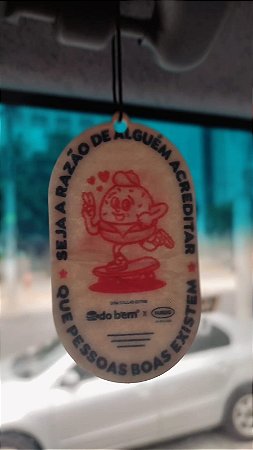 SEJA A RAZÃO DE ALGUÉM ACREDITAR
QUE PESSOAS BOAS EXISTEM
do bem
x